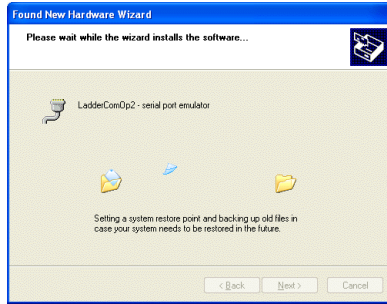 Found New Hardware Wizard
Please wait while the wizard installs the software...
LadderComOp2 - serial port emulator
Setting a system restore point and backing up old files in
case your system needs to be restored in the future.
< Back Next > Cancel